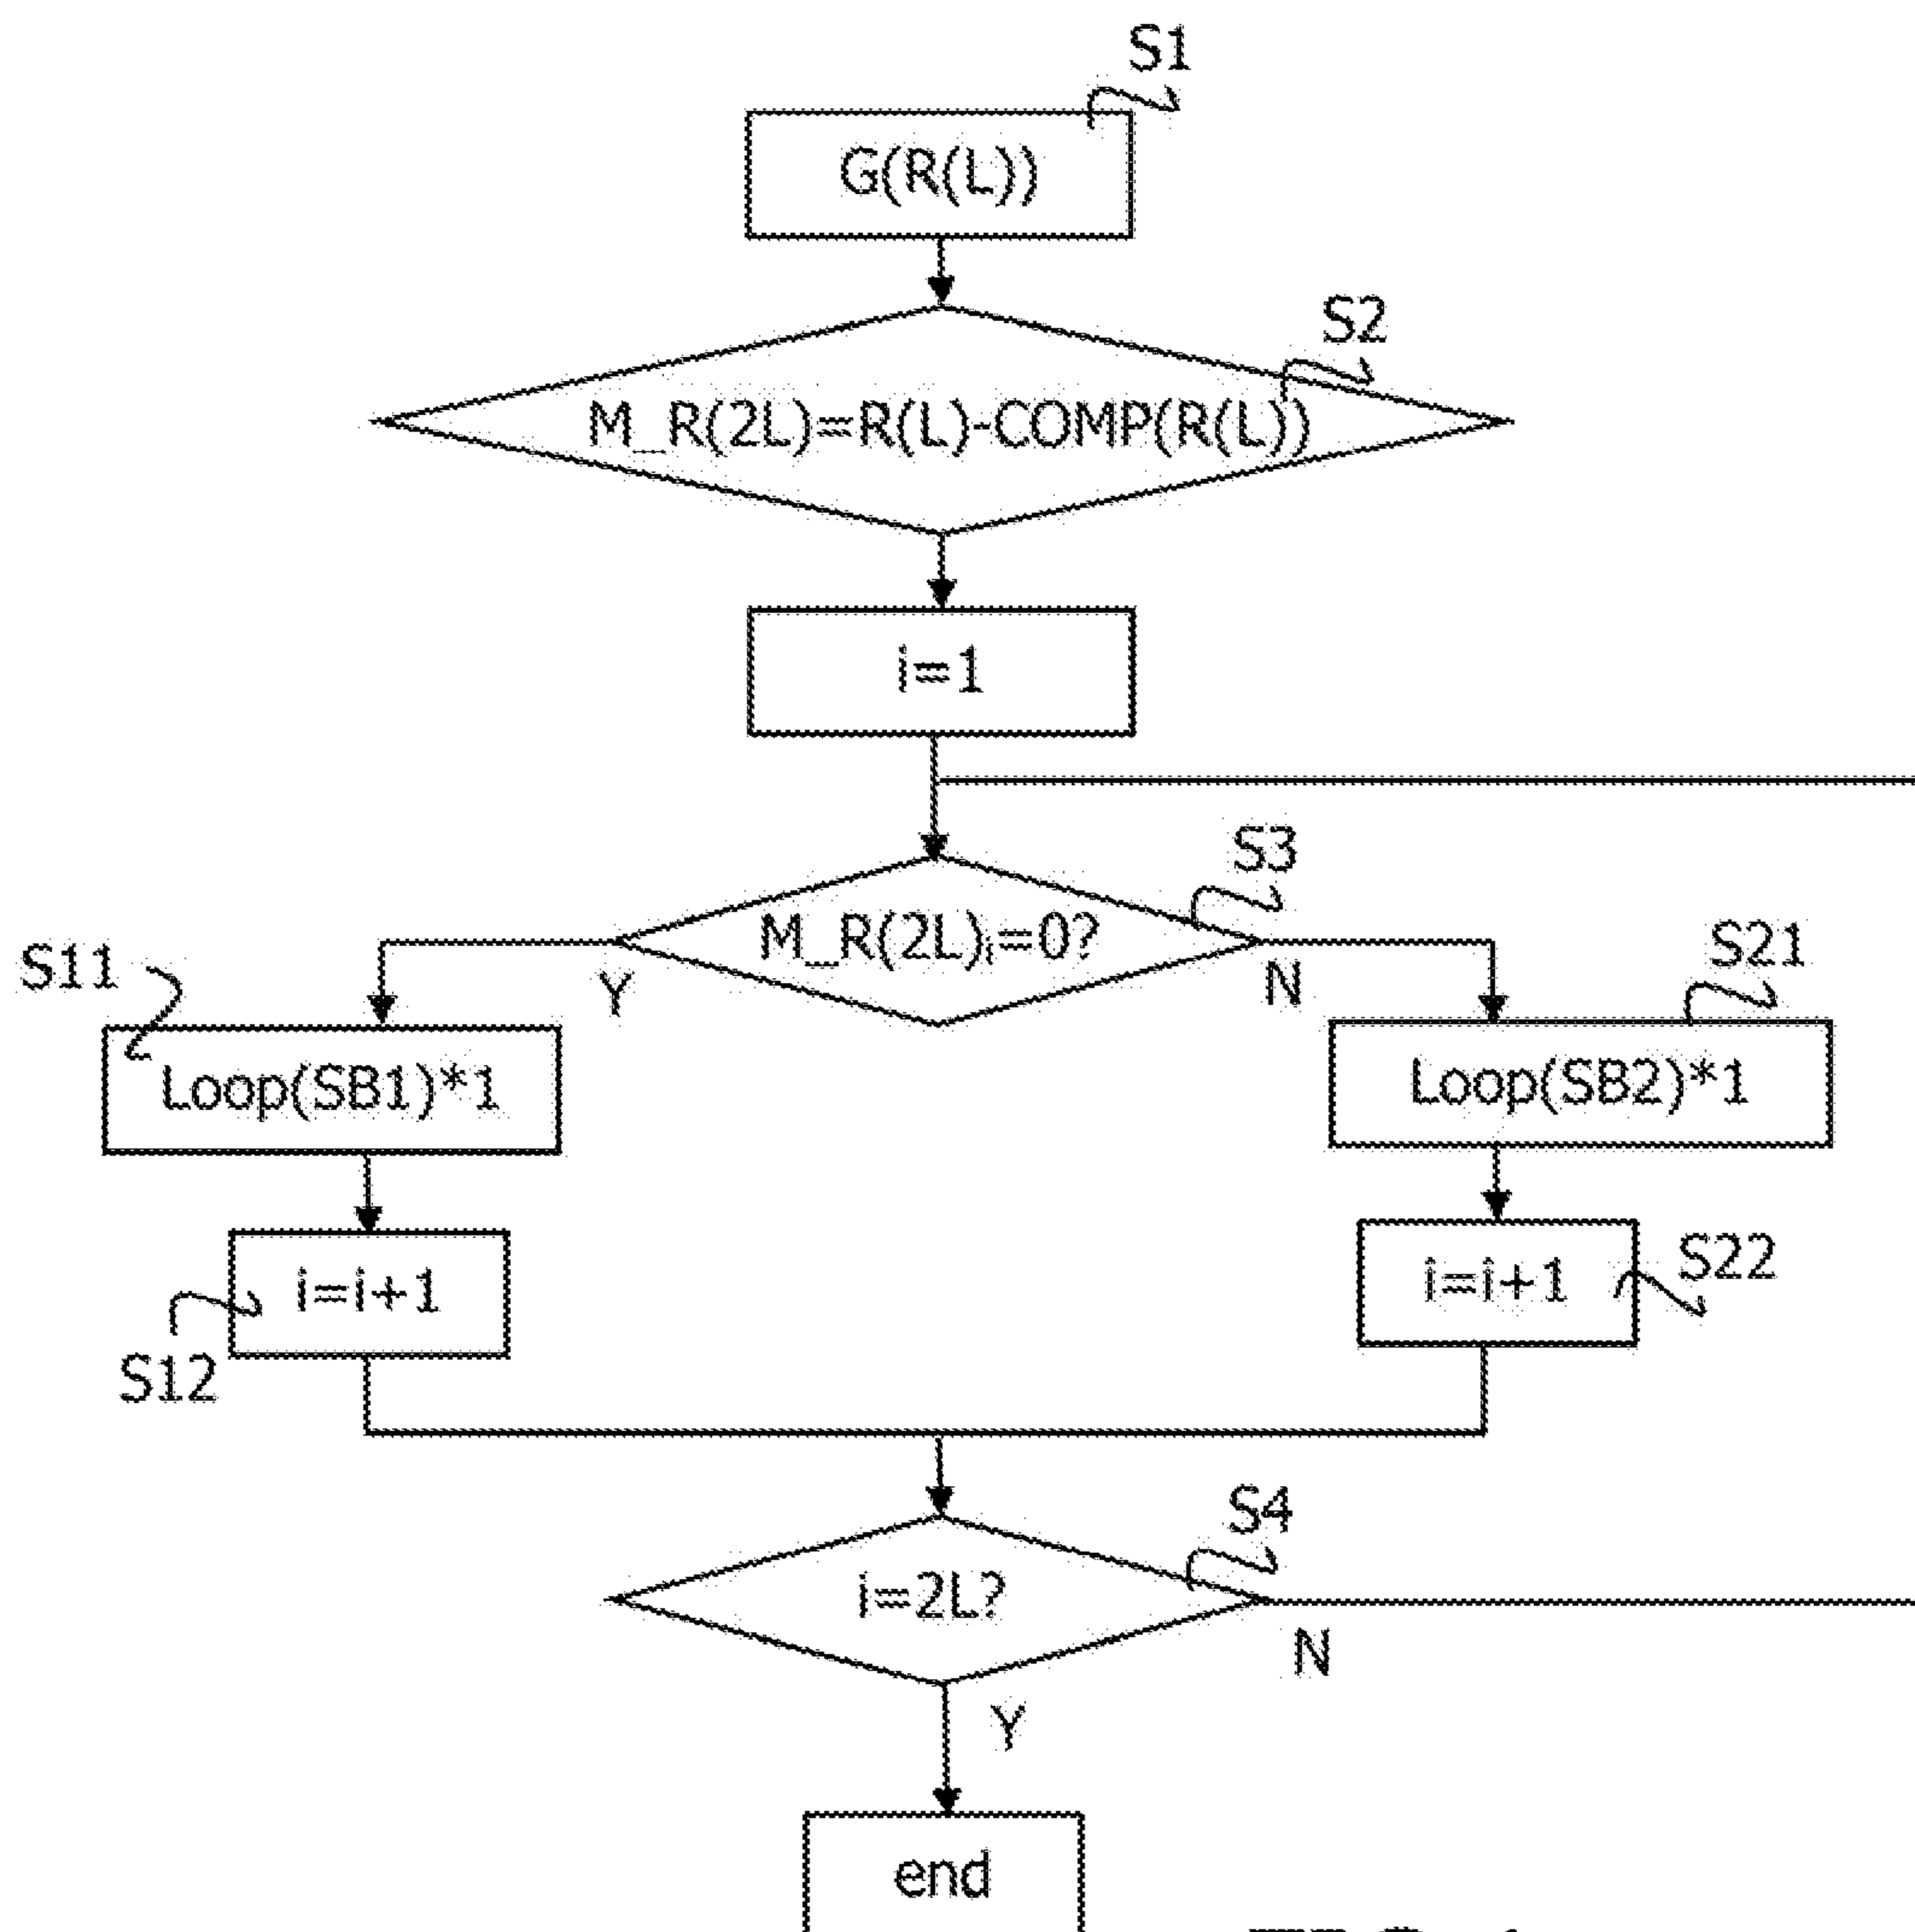 S1
G(R(L))
S2
M_R(2L)=R(L)-COMP(R(L))
i=1
S3
M_R(2L)i=0?
Y
N
S11
S21
Loop(SB1)*1
Loop(SB2)*1
i=i+1
i=i+1
S22
S12
S4
i=2L?
N
Y
end